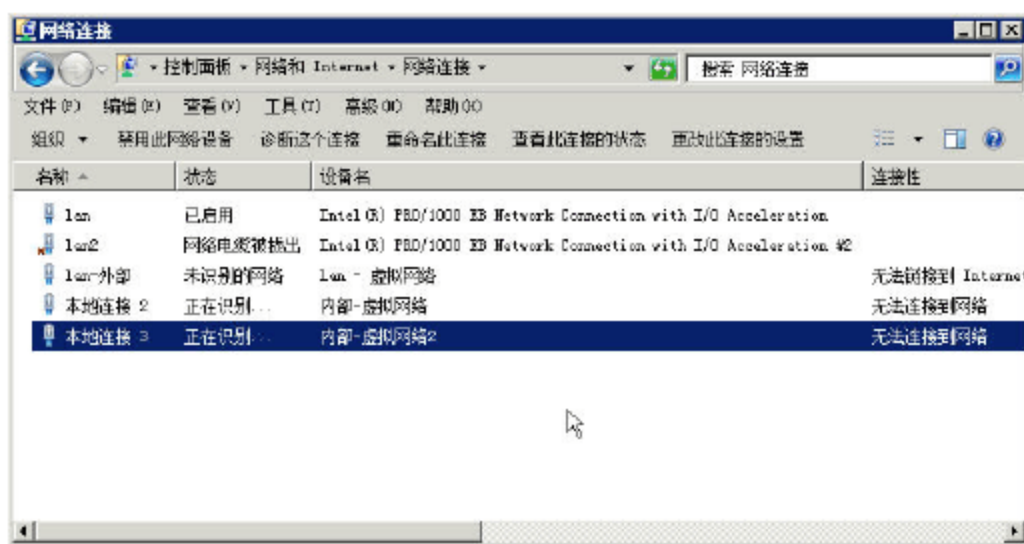 网络连接
控制面板 网络和 Internet 网络连接 搜索 网络连接
文件(F) 编辑(E) 查看(V) 工具(T) 高级(N) 帮助(H)
组织 禁用此网络设备 诊断这个连接 重命名此连接 查看此连接的状态 更改此连接的设置
名称 状态 设备名 连接性
lan 已启用 Intel(R) PRO/1000 EB Network Connection with I/O Acceleration
lan2 网络电缆被拔出 Intel(R) PRO/1000 EB Network Connection with I/O Acceleration #2
lan-外部 未识别的网络 lan - 虚拟网络 无法链接到 Interne
本地连接 2 正在识别... 内部-虚拟网络 无法连接到网络
本地连接 3 正在识别... 内部-虚拟网络2 无法连接到网络